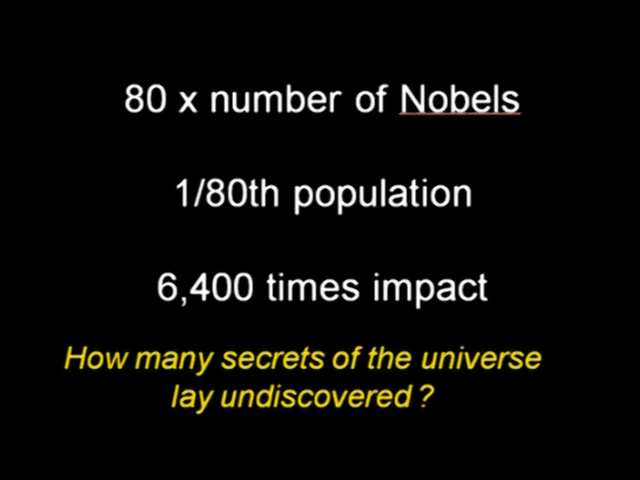 80 x number of Nobels
1/80th population
6,400 times impact
How many secrets of the universe
lay undiscovered ?